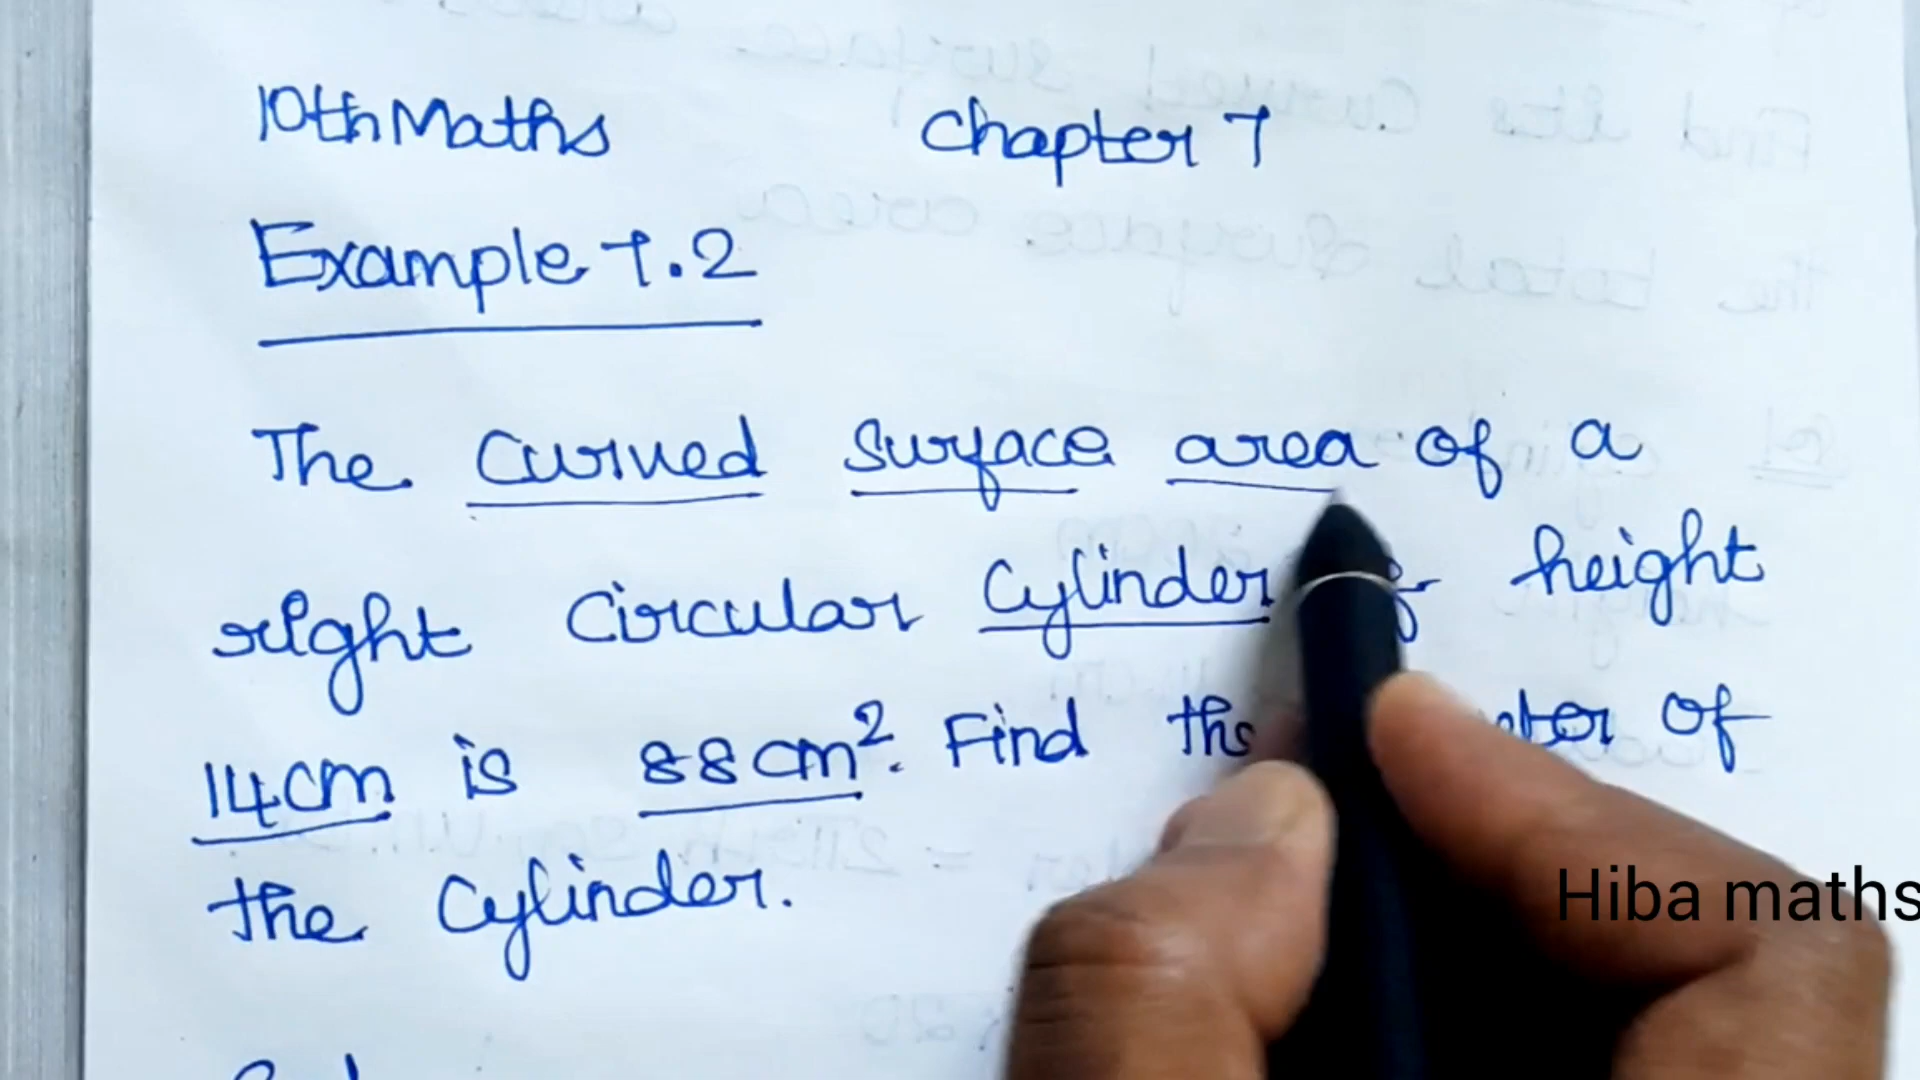 10th Maths Chapter 7
Example 7.2
The Curved Surface area of a
right Circular Cylinder of height
14cm is 88cm². Find the of
the Cylinder.
Hiba maths